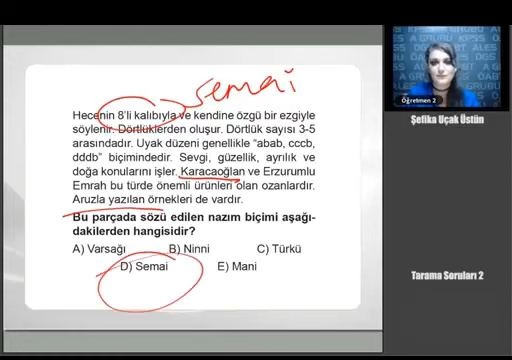 semai
Hecenin 8'li kalıbıyla ve kendine özgü bir ezgiyle
söylenir. Dörtlüklerden oluşur. Dörtlük sayısı 3-5
arasındadır. Uyak düzeni genellikle “abab, cccb,
dddb” biçimindedir. Sevgi, güzellik, ayrılık ve
doğa konularını işler. Karacaoğlan ve Erzurumlu
Emrah bu türde önemli ürünleri olan ozanlardır.
Aruzla yazılan örnekleri de vardır.
Bu parçada sözü edilen nazım biçimi aşağı-
dakilerden hangisidir?
A) Varsağı B) Ninni C) Türkü
D) Semai E) Mani
Öğretmen 2
Şefika Uçak Üstün
Tarama Soruları 2